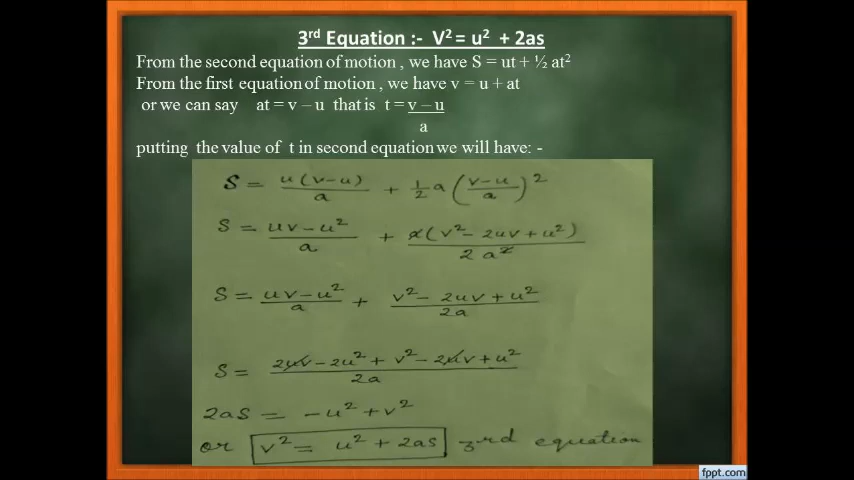 3rd Equation :- V² = u² + 2as
From the second equation of motion , we have S = ut + ½ at²
From the first equation of motion , we have v = u + at
or we can say at = v – u that is t = v – u
a
putting the value of t in second equation we will have: -
S = u(v-u)/a + 1/2 a (v-u/a)²
S = uv-u²/a + a(v²- 2uv + u²)/2a²
S = uv-u²/a + v²- 2uv + u²/2a
S = 2uv - 2u² + v² - 2uv + u²/2a
2aS = -u² + v²
or v² = u² + 2as 3rd equation
fppt.com